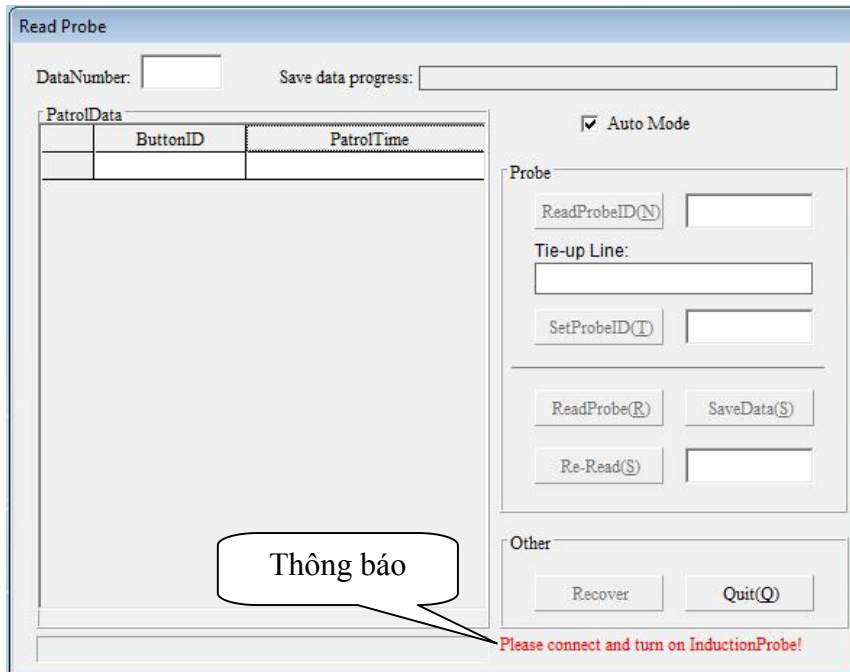 Read Probe
DataNumber: Save data progress:
PatrolData
ButtonID PatrolTime
Auto Mode
Probe
ReadProbeID(N)
Tie-up Line:
SetProbeID(T)
ReadProbe(R) SaveData(S)
Re-Read(S)
Other
Recover Quit(Q)
Thông báo
Please connect and turn on InductionProbe!